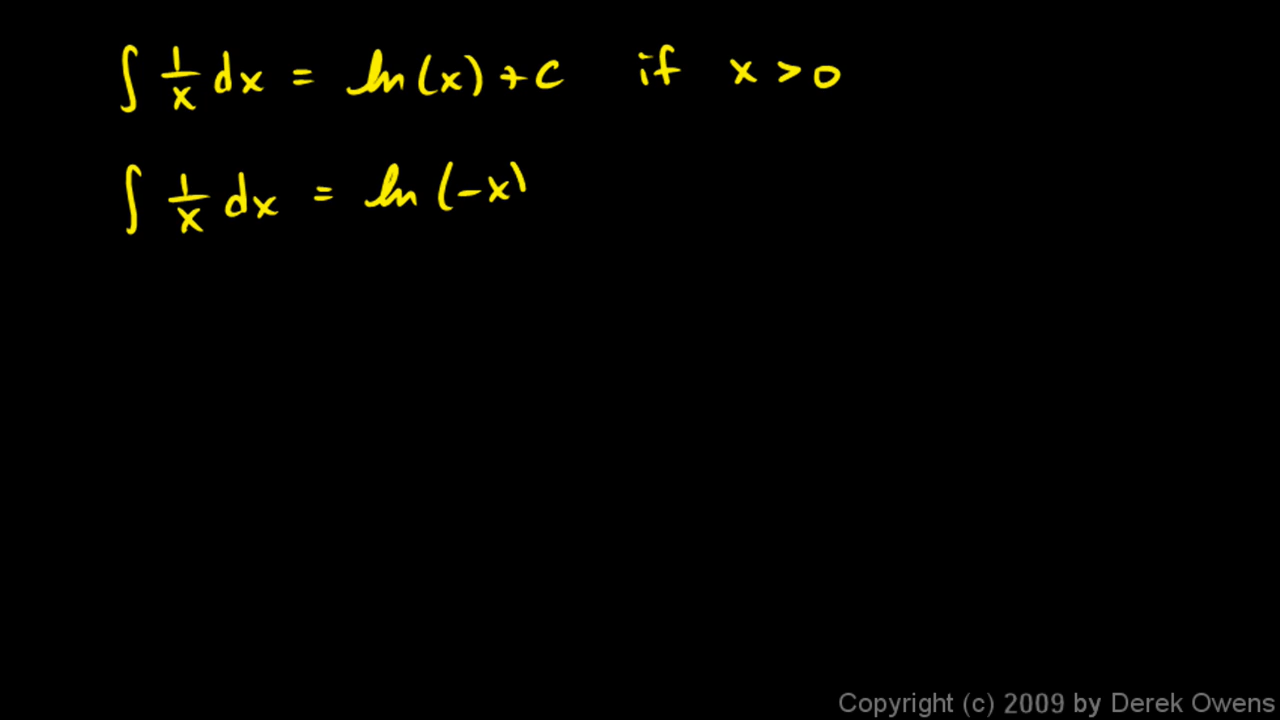 ∫ 1/x dx = ln(x) + c if x > 0
∫ 1/x dx = ln(-x)
Copyright (c) 2009 by Derek Owens